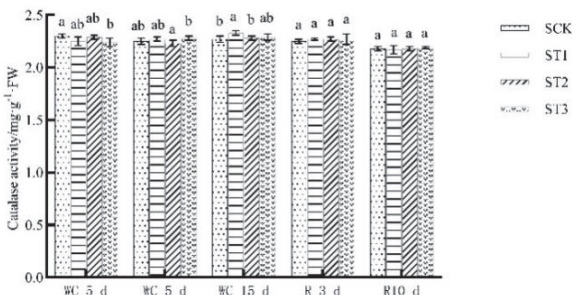 2.5
2.0
1.5
1.0
0.5
0.0
Catalase activity/mg·g⁻¹·FW
a ab ab b
ab ab a b
b a b ab
a a a a
a a a a
WC 5 d WC 5 d WC 15 d R 3 d R10 d
SCK
ST1
ST2
ST3